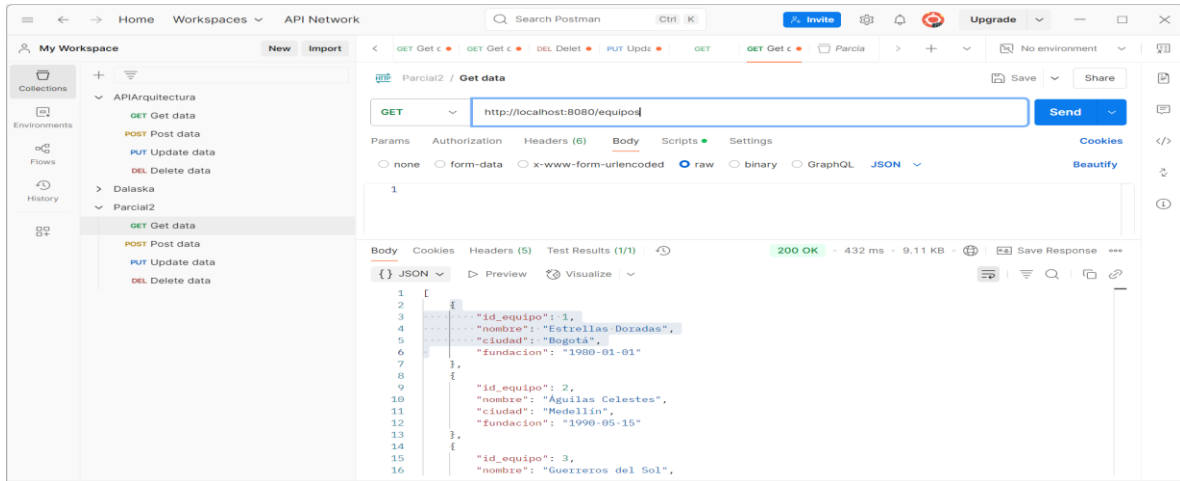 Home Workspaces API Network Search Postman Ctrl K Invite Upgrade
My Workspace New Import GET Get c DEL Delet PUT Upda GET GET Get c Parcia No environment
GET Get c
Collections
Environments
Flows
History
APIArquitectura
GET Get data
POST Post data
PUT Update data
DEL Delete data
Dalaska
Parcial2
GET Get data
POST Post data
PUT Update data
DEL Delete data
HTTP Parcial2 / Get data Save Share
GET http://localhost:8080/equipos Send
Params Authorization Headers (6) Body Scripts Settings Cookies
none form-data x-www-form-urlencoded raw binary GraphQL JSON Beautify
1
Body Cookies Headers (5) Test Results (1/1) 200 OK 432 ms 9.11 KB Save Response
{} JSON Preview Visualize
1 [
2 {
3 "id_equipo": 1,
4 "nombre": "Estrellas Doradas",
5 "ciudad": "Bogotá",
6 "fundacion": "1980-01-01"
7 },
8 {
9 "id_equipo": 2,
10 "nombre": "Águilas Celestes",
11 "ciudad": "Medellín",
12 "fundacion": "1990-05-15"
13 },
14 {
15 "id_equipo": 3,
16 "nombre": "Guerreros del Sol",